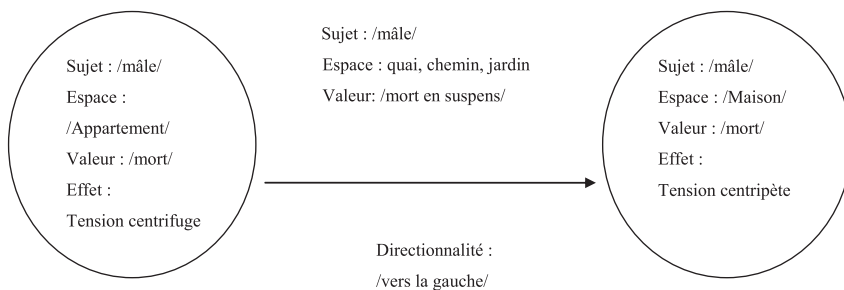 Sujet : /mâle/
Espace :
/Appartement/
Valeur : /mort/
Effet :
Tension centrifuge
Sujet : /mâle/
Espace : quai, chemin, jardin
Valeur: /mort en suspens/
Directionnalité :
/vers la gauche/
Sujet : /mâle/
Espace : /Maison/
Valeur : /mort/
Effet :
Tension centripète